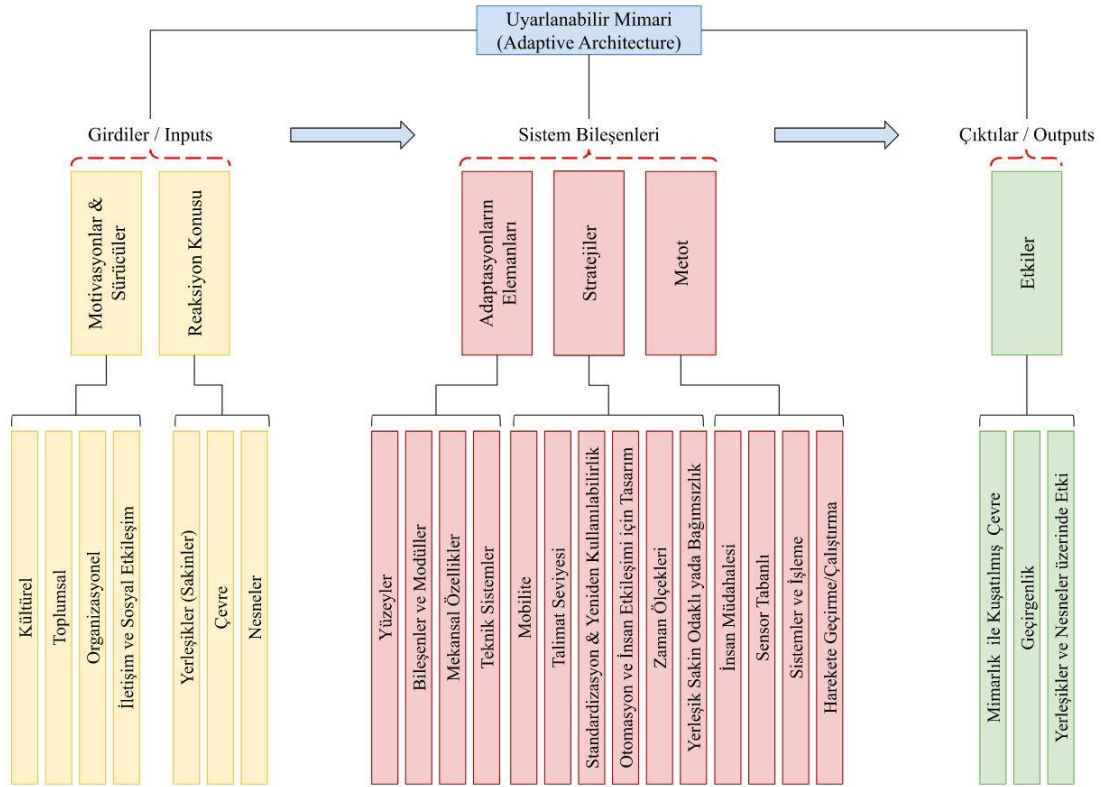 Uyarlanabilir Mimari
(Adaptive Architecture)
Girdiler / Inputs
Sistem Bileşenleri
Çıktılar / Outputs
Motivasyonlar &
Sürücüler
Reaksiyon Konusu
Adaptasyonların
Elemanları
Stratejiler
Metot
Etkiler
Kültürel
Toplumsal
Organizasyonel
İletişim ve Sosyal Etkileşim
Yerleşikler (Sakinler)
Çevre
Nesneler
Yüzeyler
Bileşenler ve Modüller
Mekansal Özellikler
Teknik Sistemler
Mobilite
Talimat Seviyesi
Standardizasyon & Yeniden Kullanılabilirlik
Otomasyon ve İnsan Etkileşimi için Tasarım
Zaman Ölçekleri
Yerleşik Sakin Odaklı yada Bağımsızlık
İnsan Müdahalesi
Sensor Tabanlı
Sistemler ve İşleme
Harekete Geçirme/Çalıştırma
Mimarlık ile Kuşatılmış Çevre
Geçirgenlik
Yerleşikler ve Nesneler üzerinde Etki